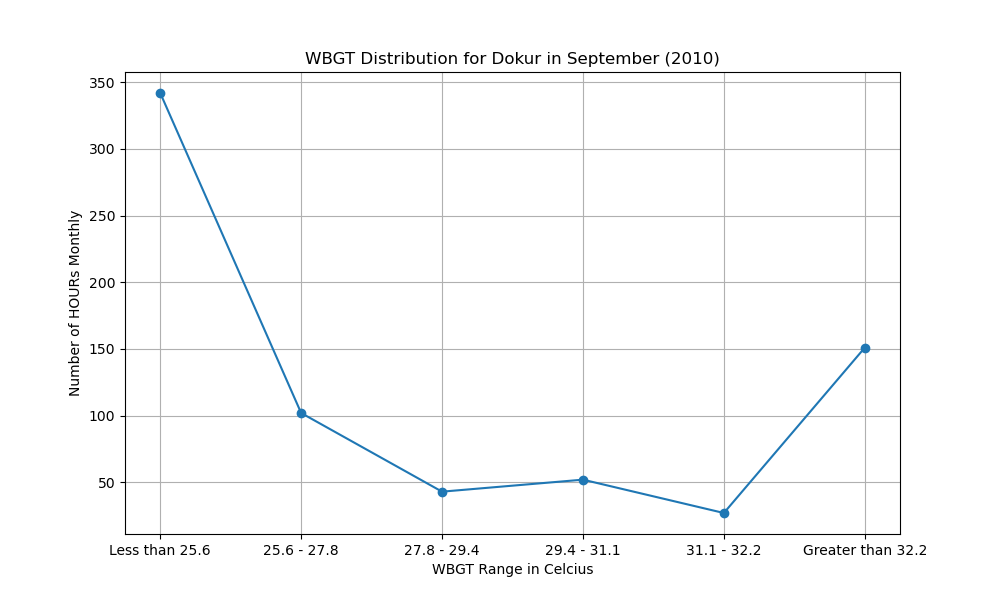 WBGT Distribution for Dokur in September (2010)
Number of HOURs Monthly
350
300
250
200
150
100
50
Less than 25.6
25.6 - 27.8
27.8 - 29.4
29.4 - 31.1
31.1 - 32.2
Greater than 32.2
WBGT Range in Celcius